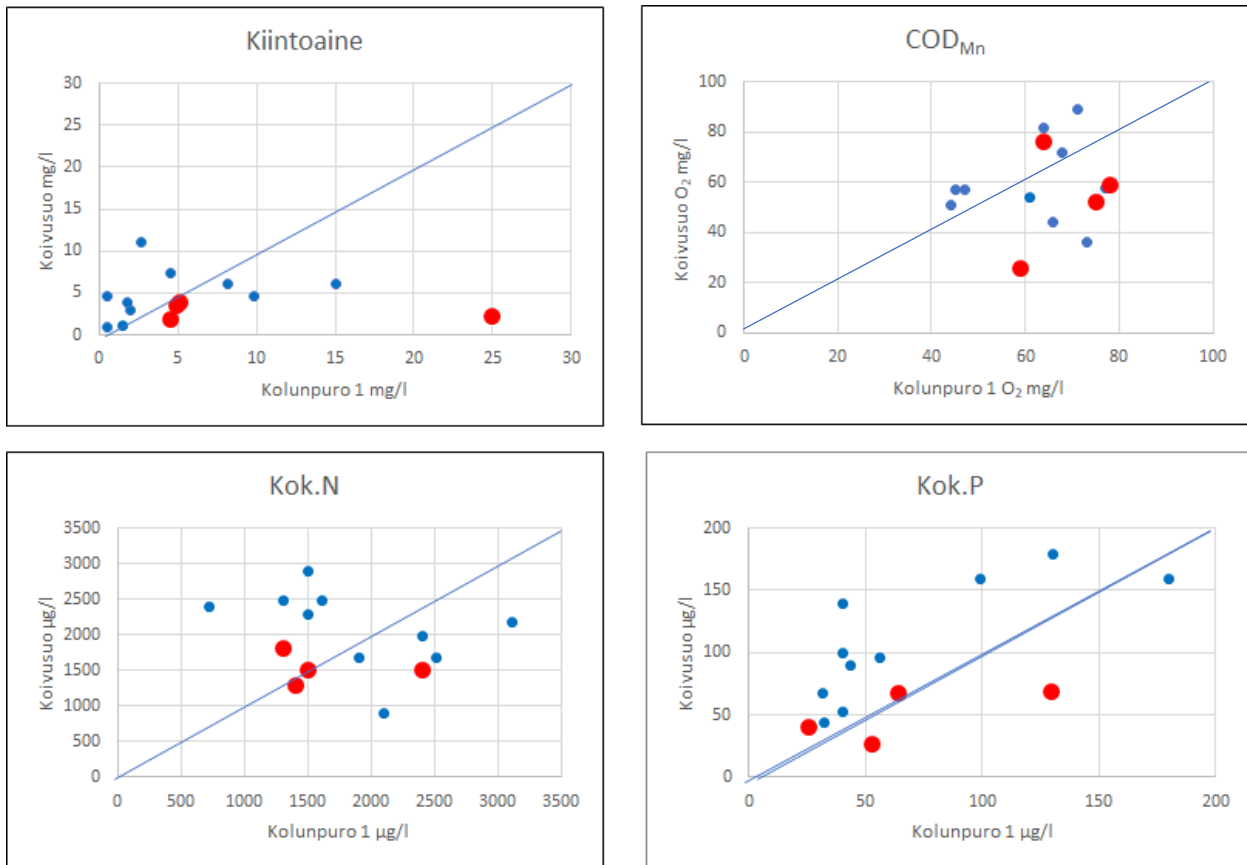 Kiintoaine
30
25
20
15
10
5
0
Koivusuo mg/l
0 5 10 15 20 25 30
Kolunpuro 1 mg/l
COD Mn
100
80
60
40
20
0
Koivusuo O₂ mg/l
0 20 40 60 80 100
Kolunpuro 1 O₂ mg/l
Kok.N
3500
3000
2500
2000
1500
1000
500
0
Koivusuo µg/l
0 500 1000 1500 2000 2500 3000 3500
Kolunpuro 1 µg/l
Kok.P
200
150
100
50
0
Koivusuo µg/l
0 50 100 150 200
Kolunpuro 1 µg/l